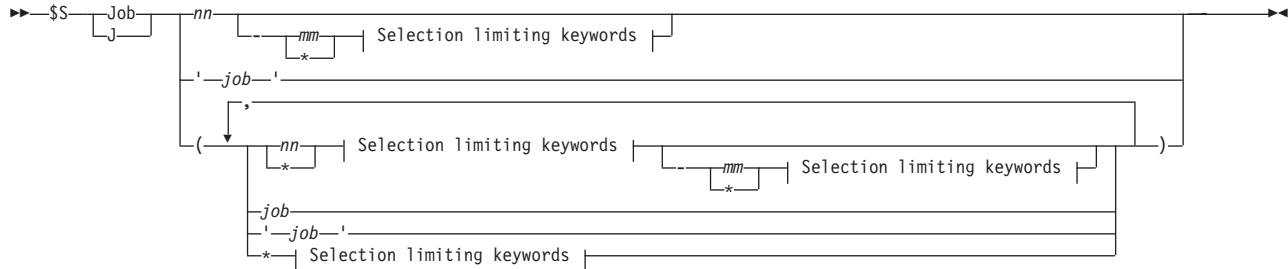 $S Job nn
J - mm Selection limiting keywords
*
' job '
,
( nn Selection limiting keywords )
* - mm Selection limiting keywords
*
job
' job '
* Selection limiting keywords